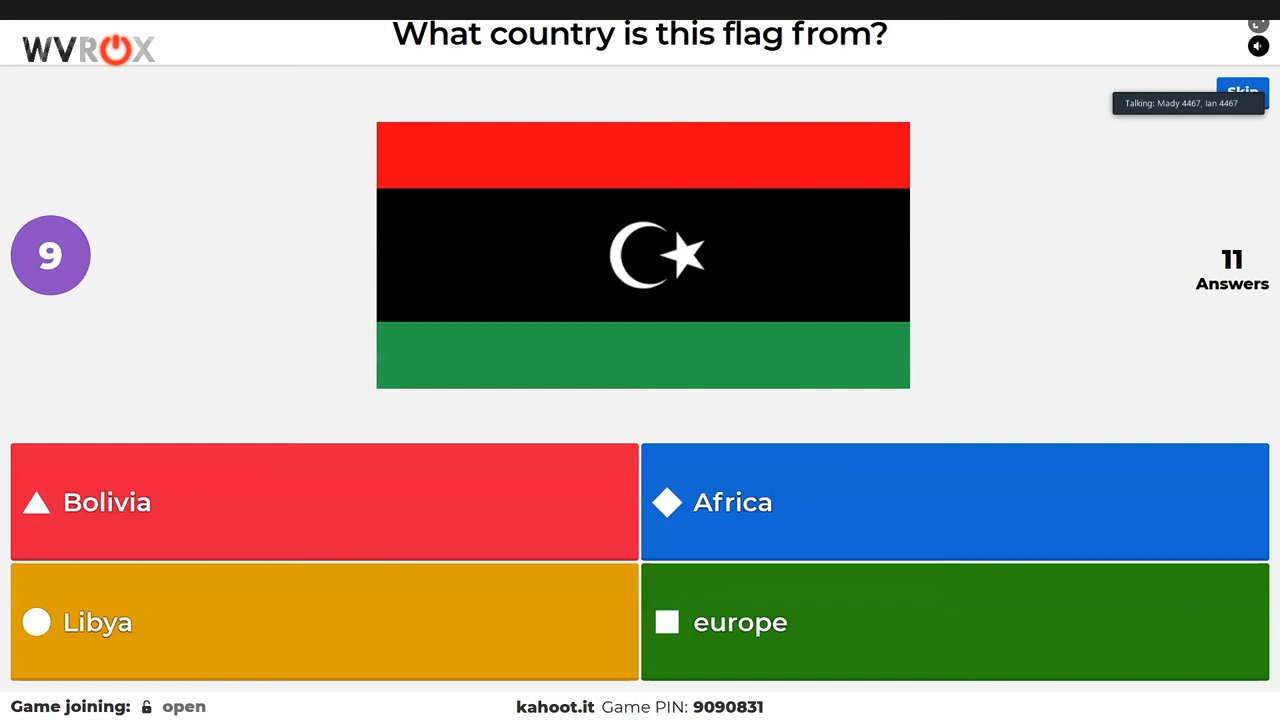 What country is this flag from?
WVROX
Skip
Talking: Mady 4467, Ian 4467
9
11
Answers
Bolivia
Africa
Libya
europe
Game joining: open
kahoot.it Game PIN: 9090831